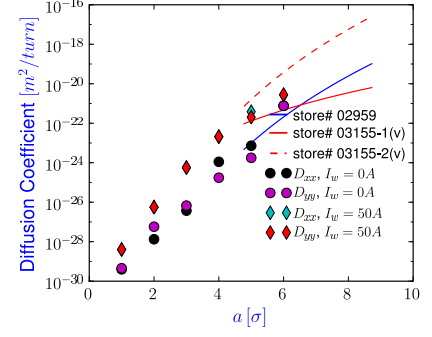 10^−16
10^−18
10^−20
10^−22
10^−24
10^−26
10^−28
10^−30
Diffusion Coefficient [m^2/turn]
store# 02959
store# 03155-1(v)
store# 03155-2(v)
D_xx, I_w = 0A
D_yy, I_w = 0A
D_xx, I_w = 50A
D_yy, I_w = 50A
0 2 4 6 8 10
a [σ]